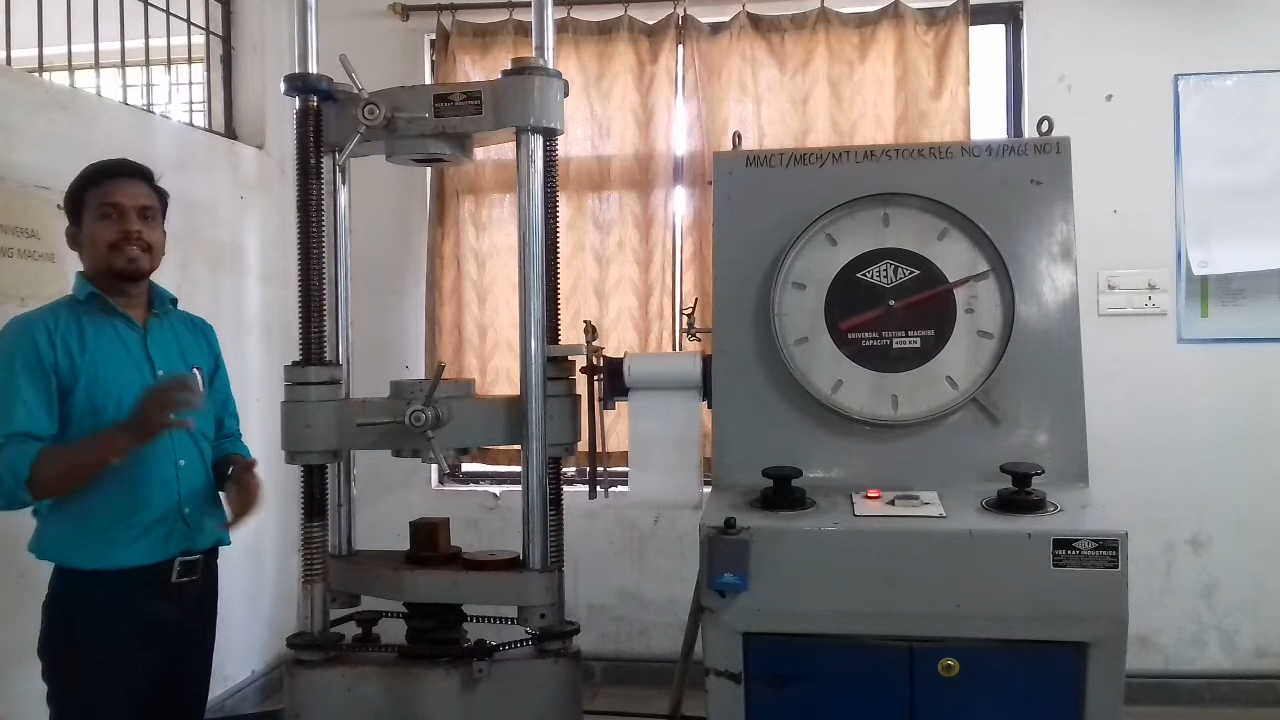 MMCT/MECH/MT LAB/STOCK REG. NO 4/PAGE NO 1
VEE KAY INDUSTRIES
UNIVERSAL
MACHINE
VEEKAY
UNIVERSAL TESTING MACHINE
CAPACITY 400 KN
VEEKAY
VEE KAY INDUSTRIES